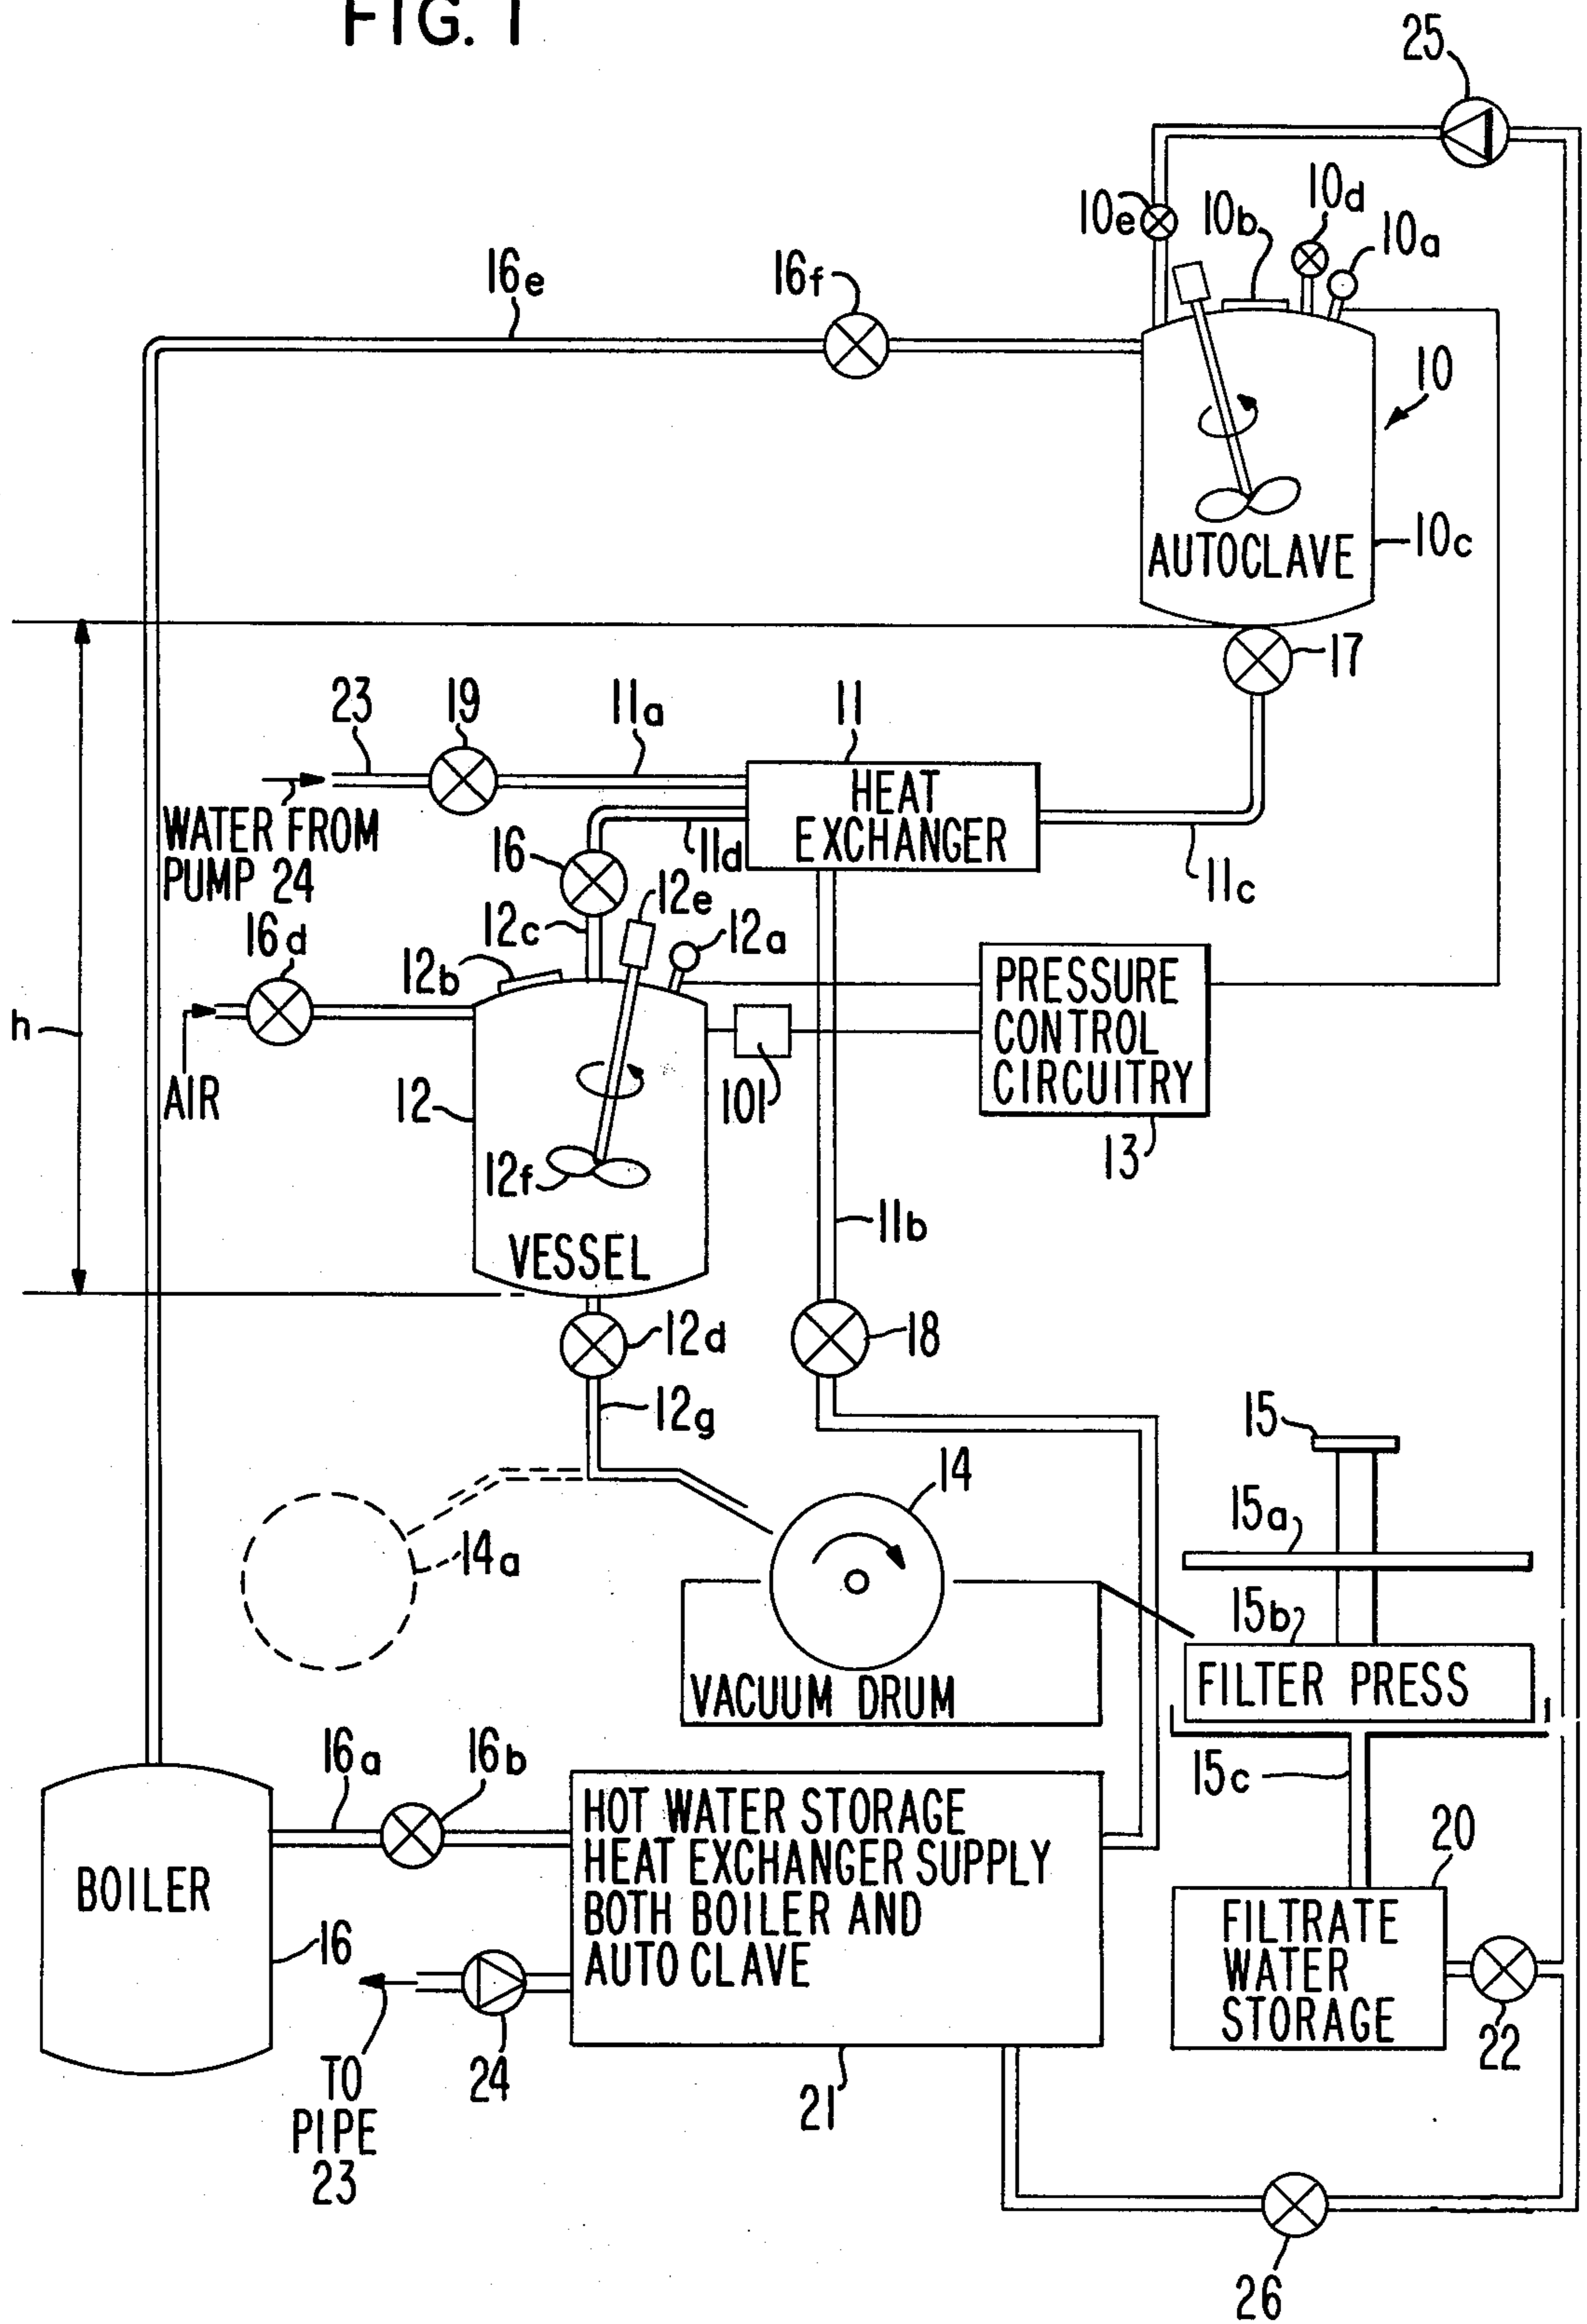 FIG. 1
25
10e
10b
10d
10a
16e
16f
10
AUTOCLAVE
10c
17
23
19
11a
11
HEAT
EXCHANGER
WATER FROM
PUMP 24
16
11d
11c
12e
12c
12a
16d
12b
PRESSURE
CONTROL
CIRCUITRY
h
AIR
12
101
13
12f
11b
VESSEL
12d
18
12g
15
14
15a
14a
15b
FILTER PRESS
VACUUM DRUM
16a
16b
15c
HOT WATER STORAGE
HEAT EXCHANGER SUPPLY
BOTH BOILER AND
AUTO CLAVE
20
BOILER
FILTRATE
WATER
STORAGE
16
22
24
TO
PIPE
23
21
26